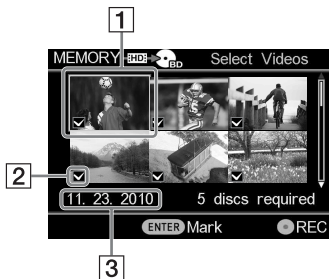 1
MEMORY :HD: BD Select Videos
2
11. 23. 2010 5 discs required
ENTER Mark REC
3